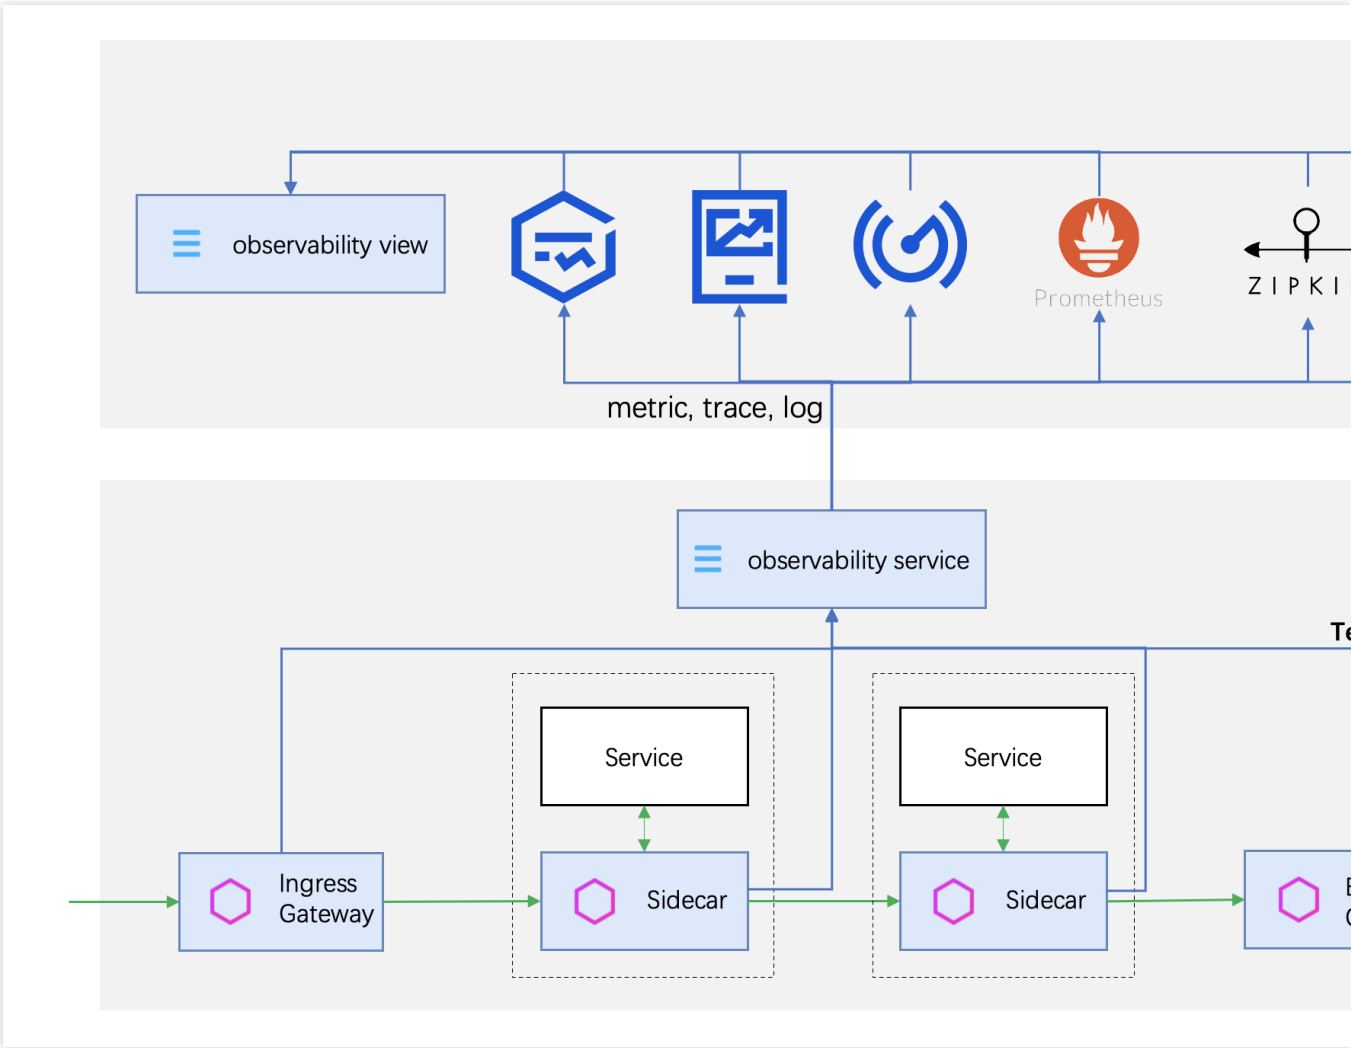 observability view
Prometheus
ZIPKI
metric, trace, log
observability service
Te
Service
Service
Ingress
Gateway
Sidecar
Sidecar